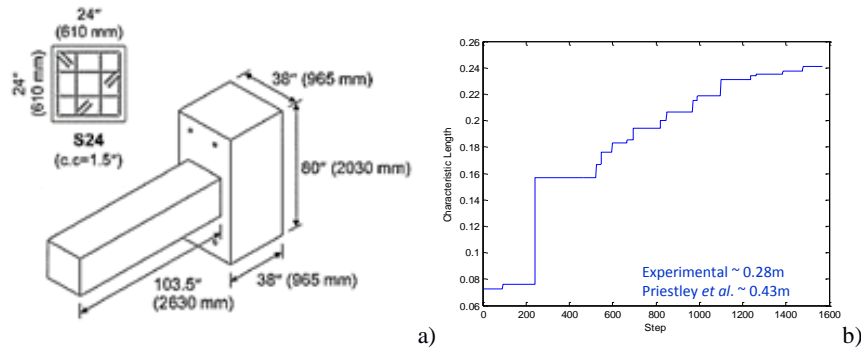 24"
(610 mm)
24"
(610 mm)
S24
(c.c=1.5")
38" (965 mm)
80" (2030 mm)
103.5"
(2630 mm)
38" (965 mm)
a)
0.26
0.24
0.22
0.2
0.18
0.16
0.14
0.12
0.1
0.08
0.06
Characteristic Length
0
200
400
600
800
1000
1200
1400
1600
Step
Experimental ~ 0.28m
Priestley et al. ~ 0.43m
b)